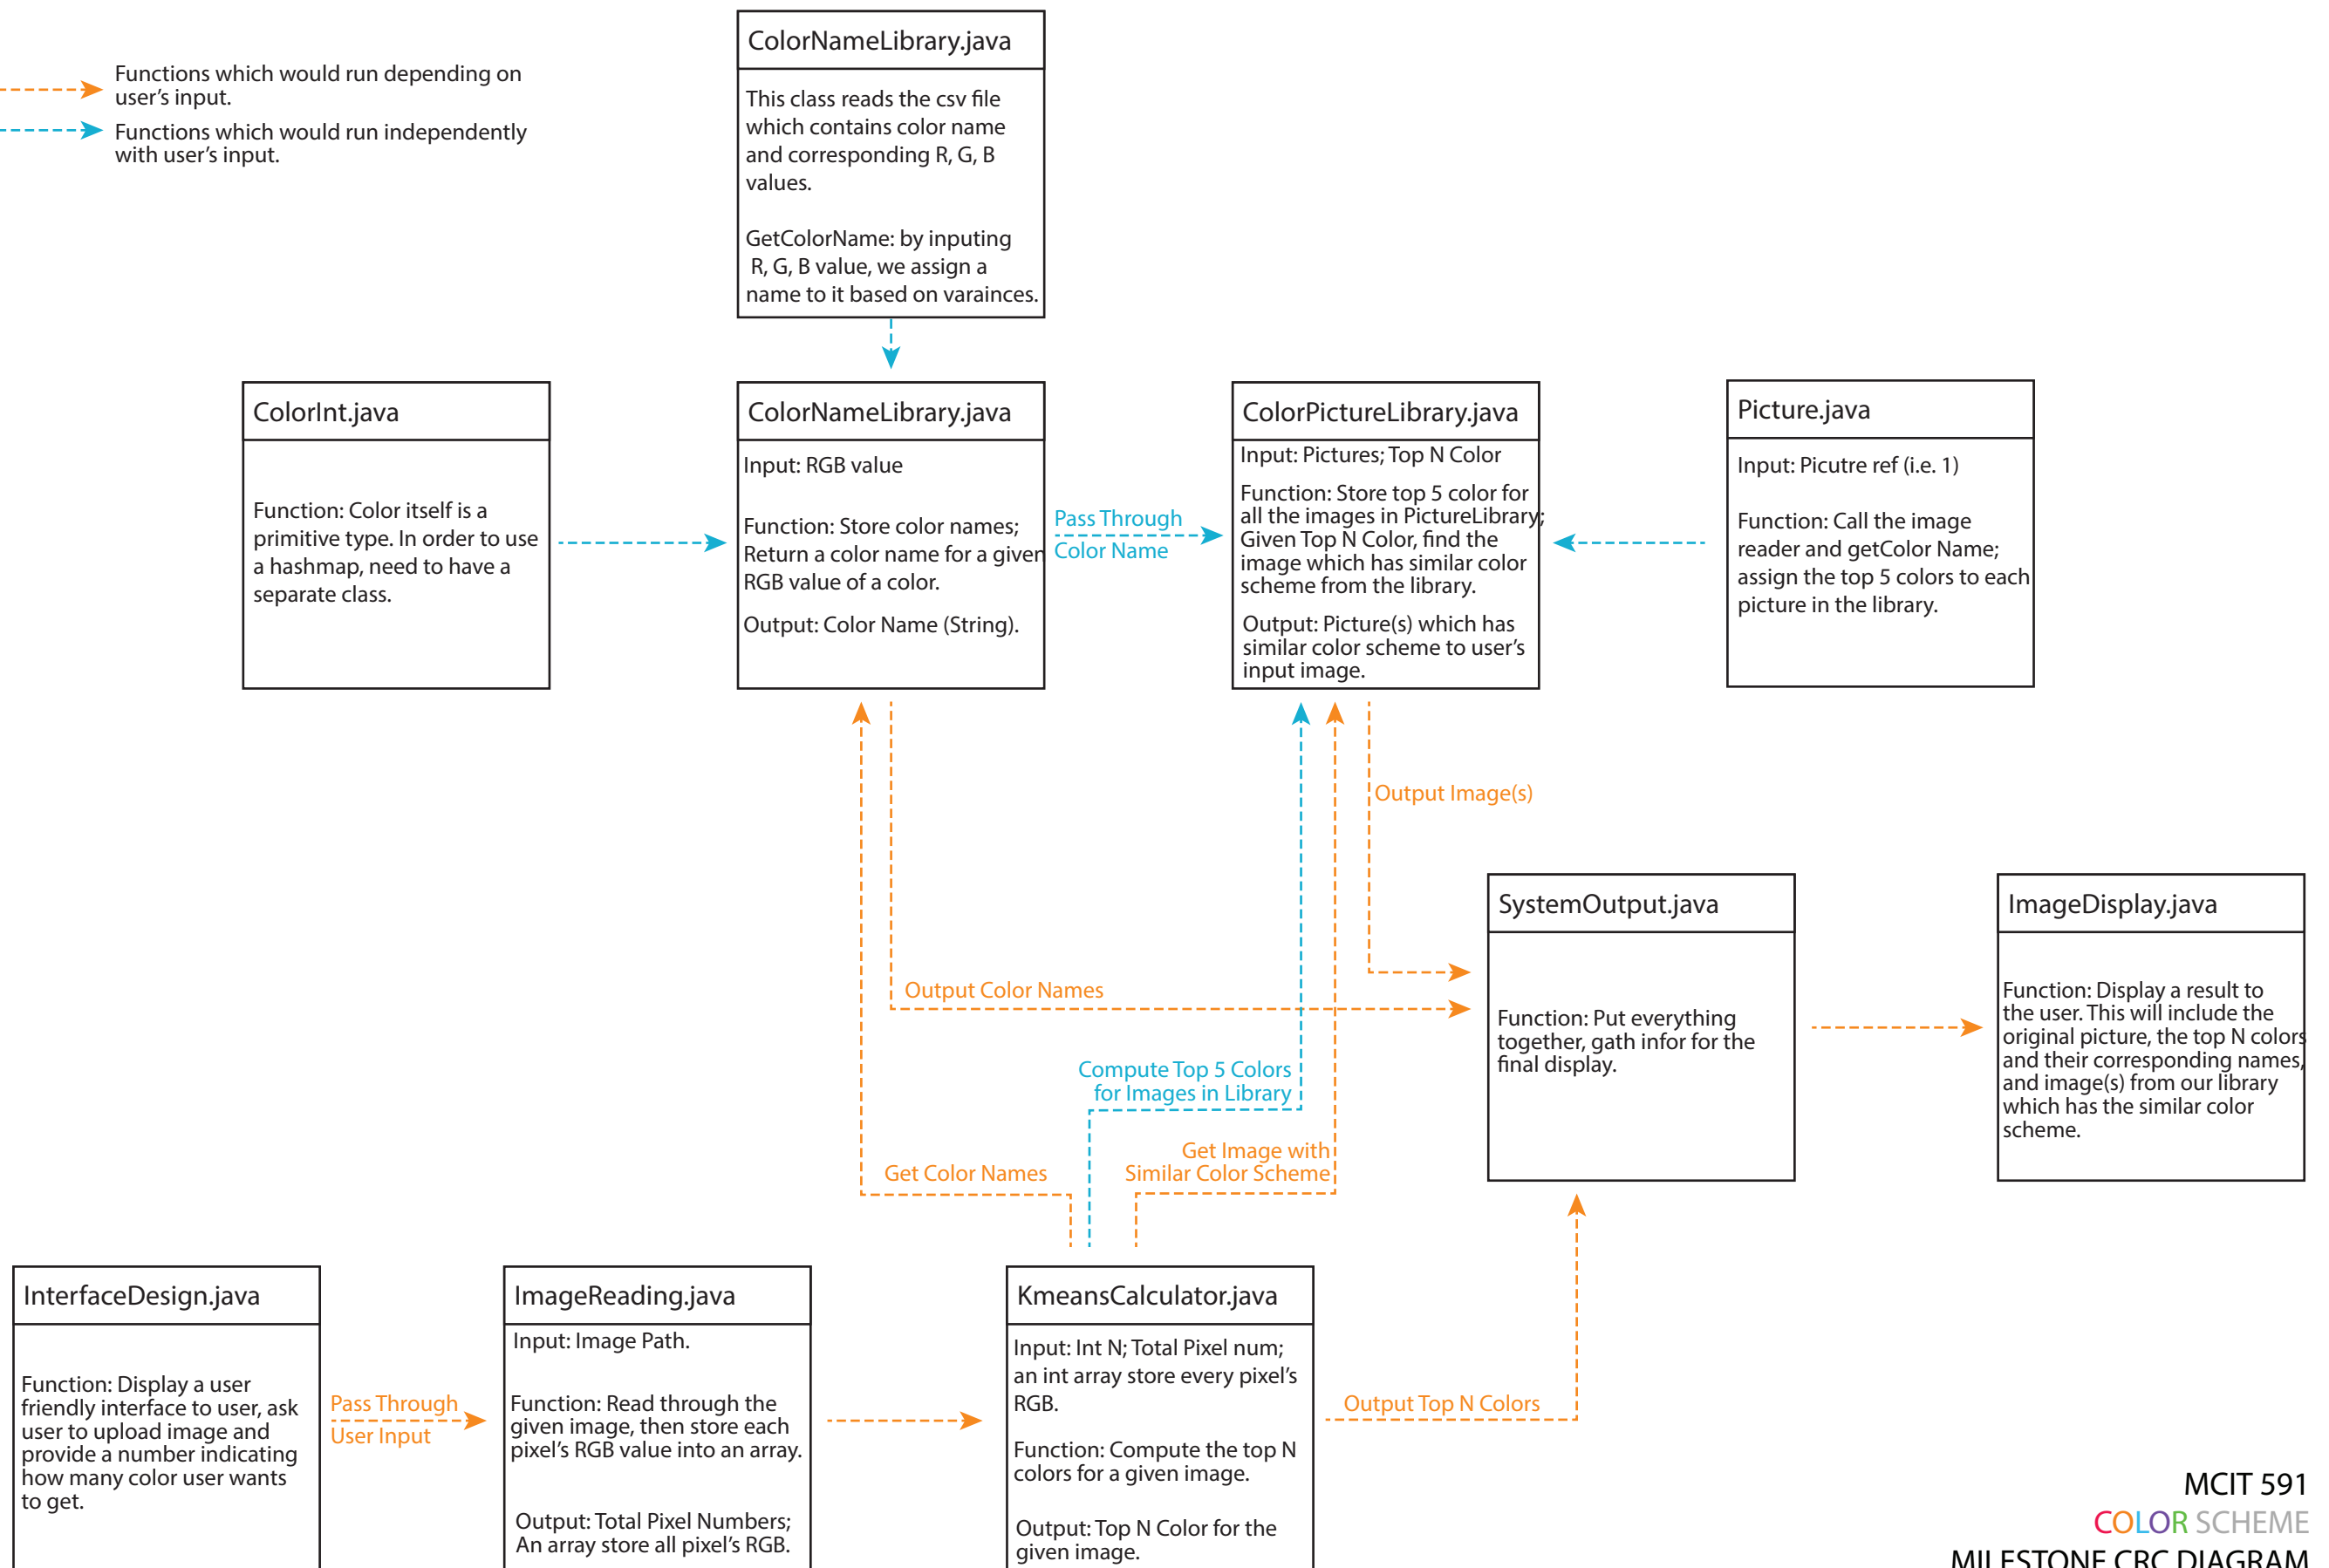 Functions which would run depending on
user's input.
Functions which would run independently
with user's input.
ColorNameLibrary.java
This class reads the csv file
which contains color name
and corresponding R, G, B
values.
GetColorName: by inputing
R, G, B value, we assign a
name to it based on varainces.
ColorInt.java
Function: Color itself is a
primitive type. In order to use
a hashmap, need to have a
separate class.
ColorNameLibrary.java
Input: RGB value
Function: Store color names;
Return a color name for a given
RGB value of a color.
Output: Color Name (String).
Pass Through
Color Name
ColorPictureLibrary.java
Input: Pictures; Top N Color
Function: Store top 5 color for
all the images in PictureLibrary;
Given Top N Color, find the
image which has similar color
scheme from the library.
Output: Picture(s) which has
similar color scheme to user's
input image.
Picture.java
Input: Picutre ref (i.e. 1)
Function: Call the image
reader and getColor Name;
assign the top 5 colors to each
picture in the library.
Output Image(s)
Output Color Names
Compute Top 5 Colors
for Images in Library
Get Image with
Similar Color Scheme
Get Color Names
SystemOutput.java
Function: Put everything
together, gath infor for the
final display.
ImageDisplay.java
Function: Display a result to
the user. This will include the
original picture, the top N colors
and their corresponding names,
and image(s) from our library
which has the similar color
scheme.
InterfaceDesign.java
Function: Display a user
friendly interface to user, ask
user to upload image and
provide a number indicating
how many color user wants
to get.
Pass Through
User Input
ImageReading.java
Input: Image Path.
Function: Read through the
given image, then store each
pixel's RGB value into an array.
Output: Total Pixel Numbers;
An array store all pixel's RGB.
KmeansCalculator.java
Input: Int N; Total Pixel num;
an int array store every pixel's
RGB.
Function: Compute the top N
colors for a given image.
Output: Top N Color for the
given image.
Output Top N Colors
MCIT 591
COLOR SCHEME
MILESTONE CRC DIAGRAM